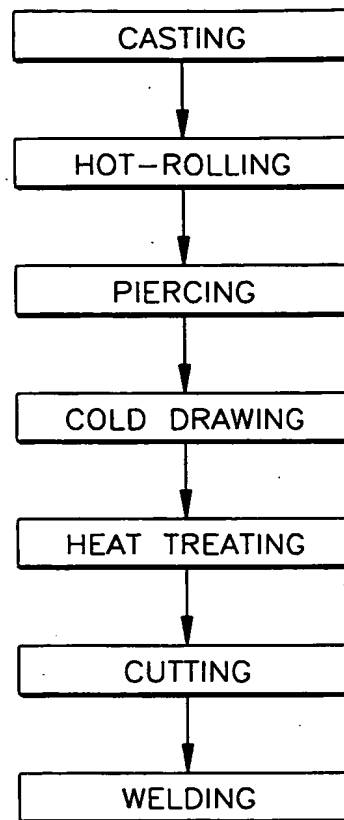 CASTING
HOT-ROLLING
PIERCING
COLD DRAWING
HEAT TREATING
CUTTING
WELDING